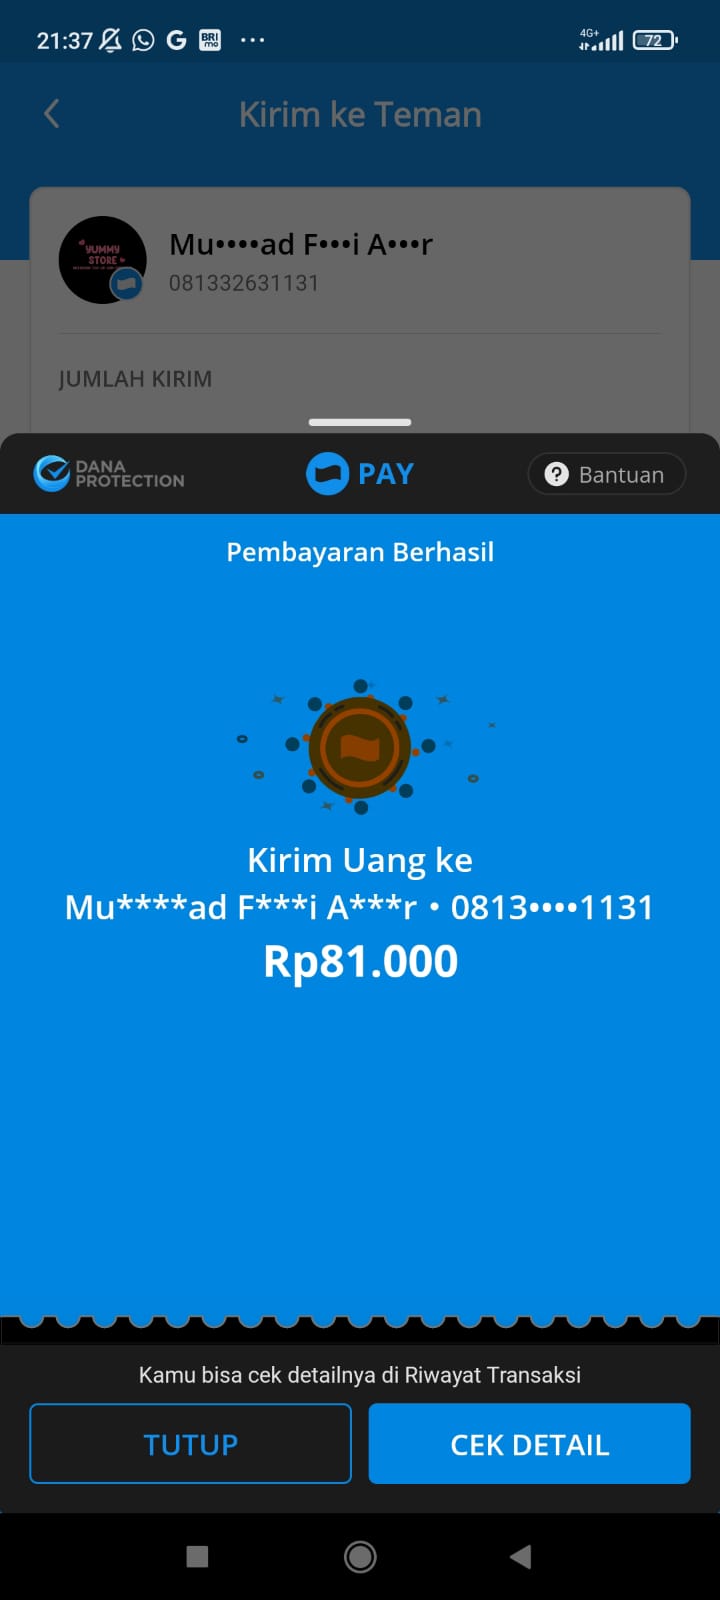 21:37
4G+
72
Kirim ke Teman
YUMMY
STORE
Mu••••ad F•••i A•••r
081332631131
JUMLAH KIRIM
DANA
PROTECTION
PAY
Bantuan
Pembayaran Berhasil
Kirim Uang ke
Mu****ad F***i A***r • 0813••••1131
Rp81.000
Kamu bisa cek detailnya di Riwayat Transaksi
TUTUP
CEK DETAIL